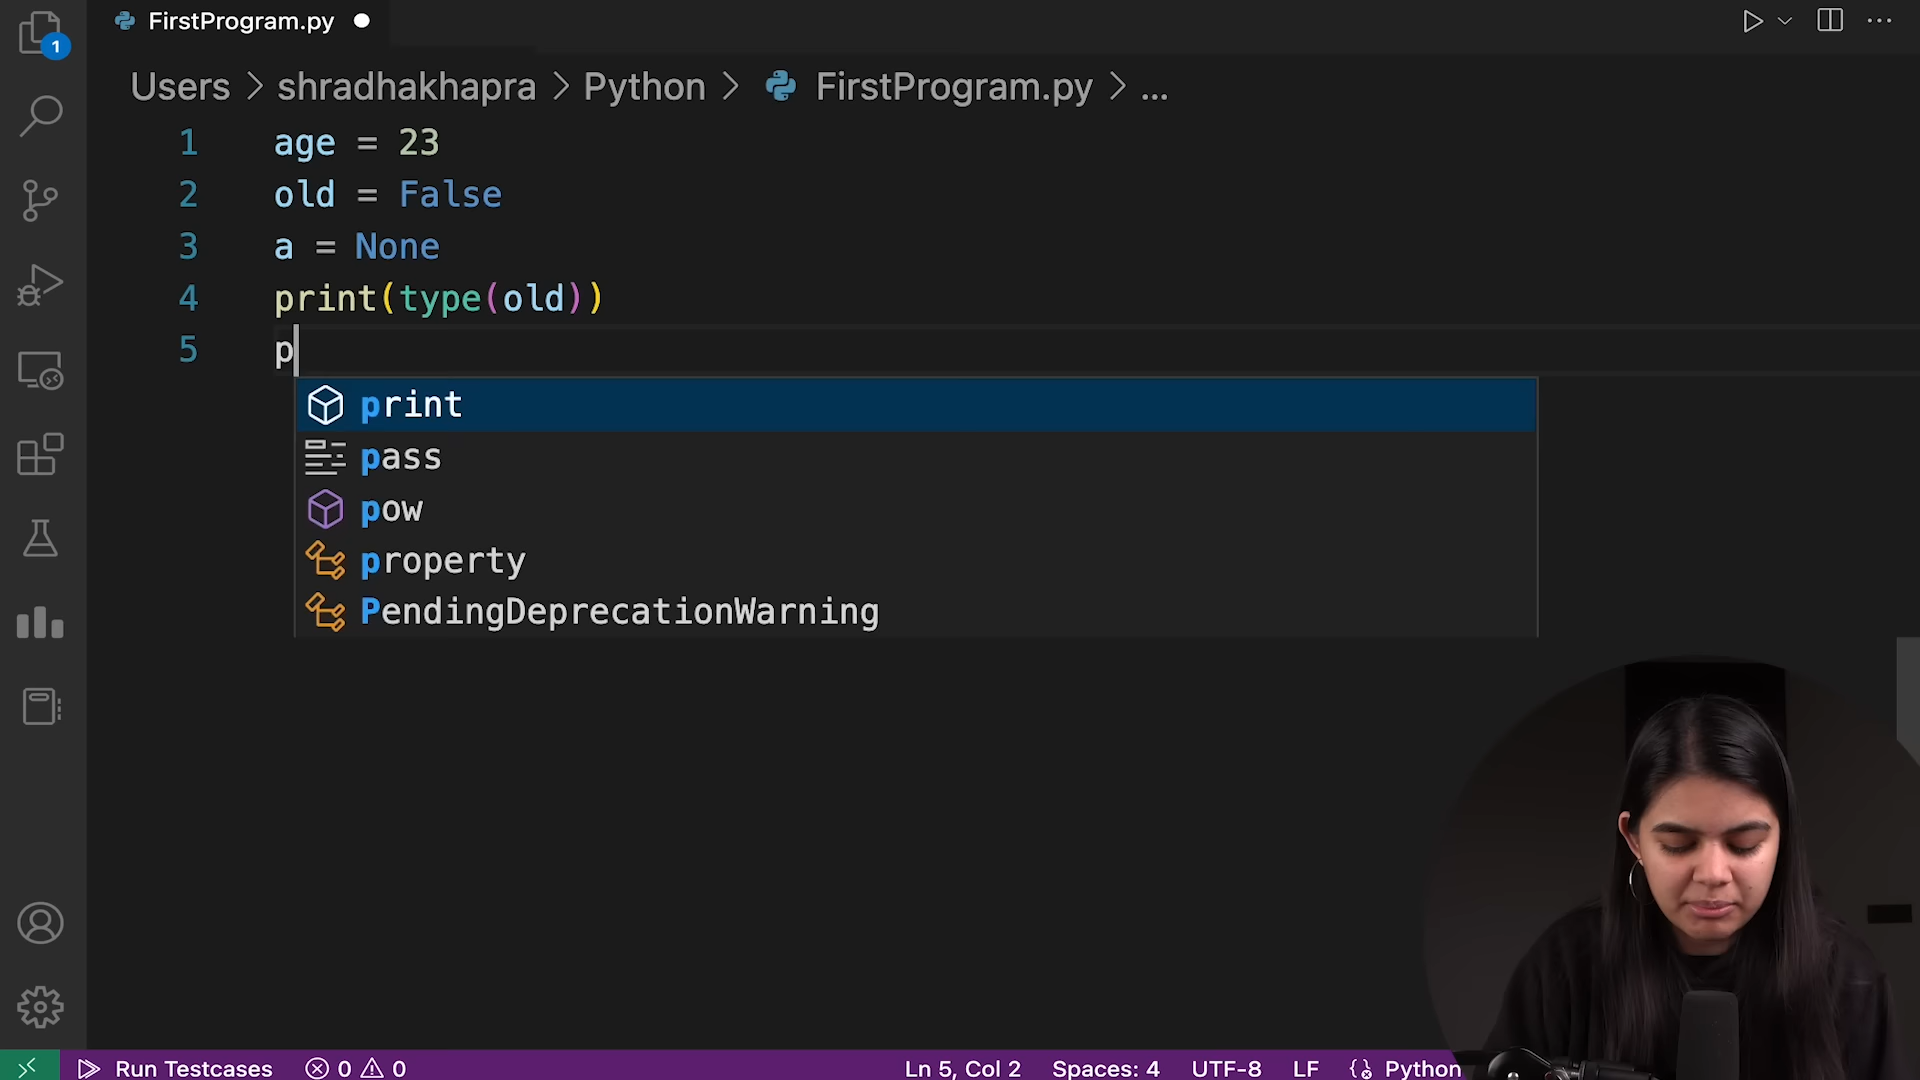 1
FirstProgram.py
Users > shradhakhapra > Python > FirstProgram.py > ...
1 age = 23
2 old = False
3 a = None
4 print(type(old))
5 p
print
pass
pow
property
PendingDeprecationWarning
Run Testcases 0 0 Ln 5, Col 2 Spaces: 4 UTF-8 LF Python